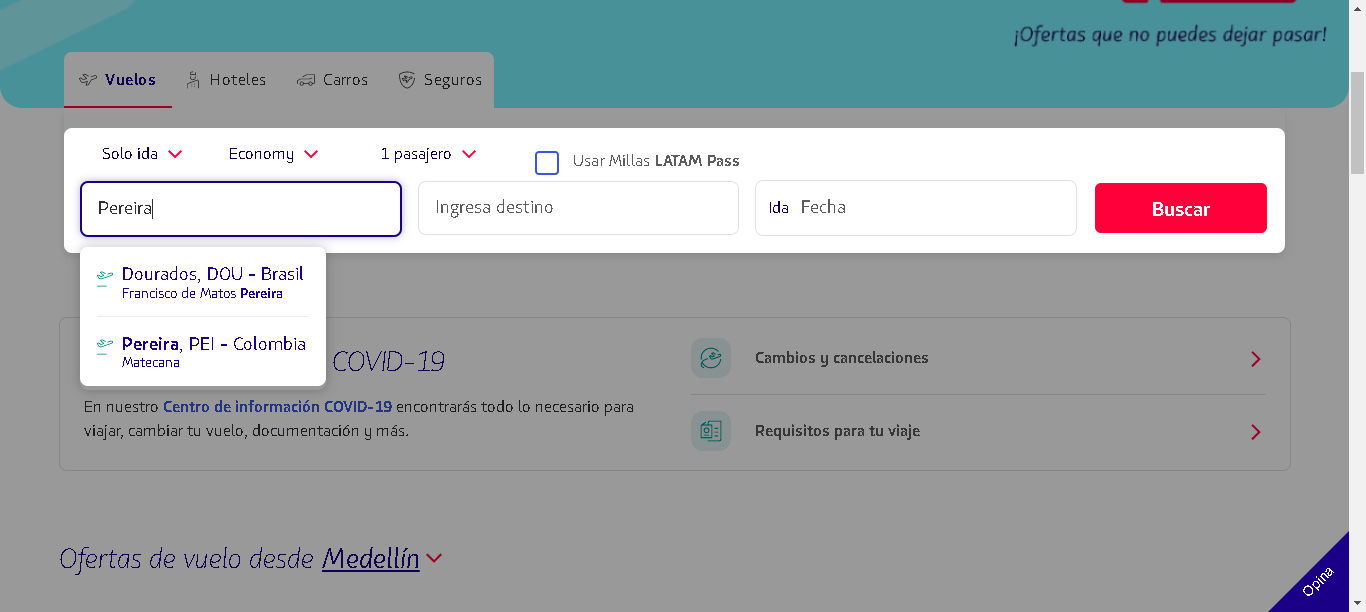 ¡Ofertas que no puedes dejar pasar!
Vuelos Hoteles Carros Seguros
Solo ida Economy 1 pasajero Usar Millas LATAM Pass
Pereira Ingresa destino Ida Fecha Buscar
Dourados, DOU - Brasil
Francisco de Matos Pereira
Pereira, PEI - Colombia
Matecana
COVID-19
En nuestro Centro de información COVID-19 encontrarás todo lo necesario para
viajar, cambiar tu vuelo, documentación y más.
Cambios y cancelaciones
Requisitos para tu viaje
Ofertas de vuelo desde Medellín
Opina